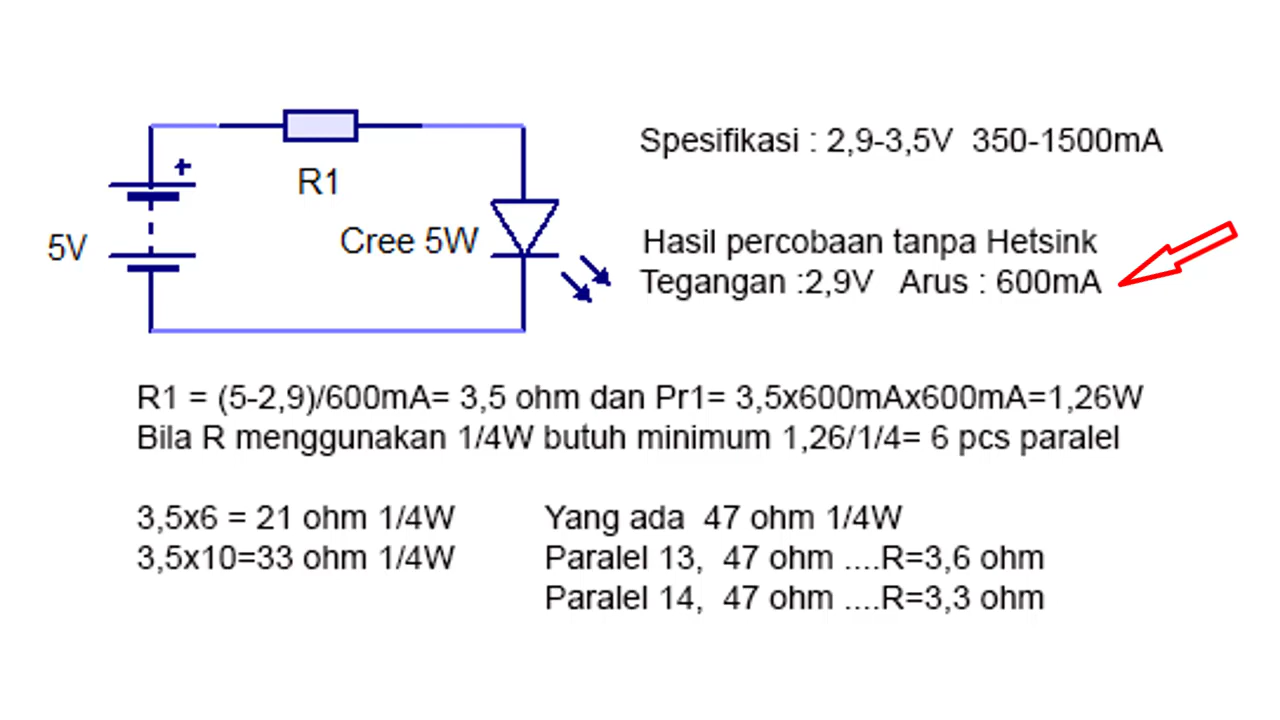 Spesifikasi : 2,9-3,5V  350-1500mA
+
R1
5V
Cree 5W
Hasil percobaan tanpa Hetsink
Tegangan :2,9V   Arus : 600mA
R1 = (5-2,9)/600mA= 3,5 ohm dan Pr1= 3,5x600mAx600mA=1,26W
Bila R menggunakan 1/4W butuh minimum 1,26/1/4= 6 pcs paralel
3,5x6 = 21 ohm 1/4W
3,5x10=33 ohm 1/4W
Yang ada  47 ohm 1/4W
Paralel 13,  47 ohm ....R=3,6 ohm
Paralel 14,  47 ohm ....R=3,3 ohm